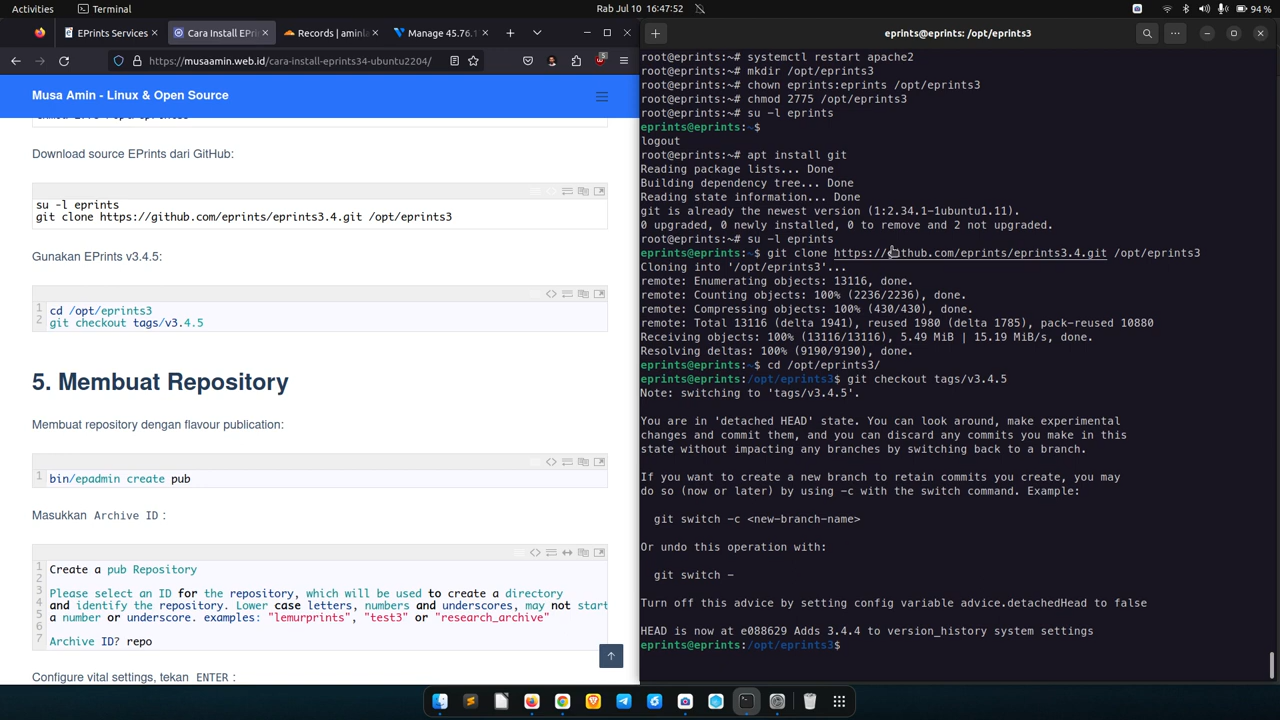 Activities
Terminal
Rab Jul 10 16:47:52
94 %
EPrints Services
Cara Install EPri
Records | aminla
Manage 45.76.1
https://musaamin.web.id/cara-install-eprints34-ubuntu2204/
Musa Amin - Linux & Open Source
Download source EPrints dari GitHub:
su -l eprints
git clone https://github.com/eprints/eprints3.4.git /opt/eprints3
Gunakan EPrints v3.4.5:
1 cd /opt/eprints3
2 git checkout tags/v3.4.5
5. Membuat Repository
Membuat repository dengan flavour publication:
1 bin/epadmin create pub
Masukkan Archive ID :
1 Create a pub Repository
2
3 Please select an ID for the repository, which will be used to create a directory
4 and identify the repository. Lower case letters, numbers and underscores, may not start
5 a number or underscore. examples: "lemurprints", "test3" or "research_archive"
6
7 Archive ID? repo
Configure vital settings, tekan ENTER :
eprints@eprints: /opt/eprints3
root@eprints:~# systemctl restart apache2
root@eprints:~# mkdir /opt/eprints3
root@eprints:~# chown eprints:eprints /opt/eprints3
root@eprints:~# chmod 2775 /opt/eprints3
root@eprints:~# su -l eprints
eprints@eprints:~$
logout
root@eprints:~# apt install git
Reading package lists... Done
Building dependency tree... Done
Reading state information... Done
git is already the newest version (1:2.34.1-1ubuntu1.11).
0 upgraded, 0 newly installed, 0 to remove and 2 not upgraded.
root@eprints:~# su -l eprints
eprints@eprints:~$ git clone https://github.com/eprints/eprints3.4.git /opt/eprints3
Cloning into '/opt/eprints3'...
remote: Enumerating objects: 13116, done.
remote: Counting objects: 100% (2236/2236), done.
remote: Compressing objects: 100% (430/430), done.
remote: Total 13116 (delta 1941), reused 1980 (delta 1785), pack-reused 10880
Receiving objects: 100% (13116/13116), 5.49 MiB | 15.19 MiB/s, done.
Resolving deltas: 100% (9190/9190), done.
eprints@eprints:~$ cd /opt/eprints3/
eprints@eprints:/opt/eprints3$ git checkout tags/v3.4.5
Note: switching to 'tags/v3.4.5'.
You are in 'detached HEAD' state. You can look around, make experimental
changes and commit them, and you can discard any commits you make in this
state without impacting any branches by switching back to a branch.
If you want to create a new branch to retain commits you create, you may
do so (now or later) by using -c with the switch command. Example:
git switch -c <new-branch-name>
Or undo this operation with:
git switch -
Turn off this advice by setting config variable advice.detachedHead to false
HEAD is now at e088629 Adds 3.4.4 to version_history system settings
eprints@eprints:/opt/eprints3$